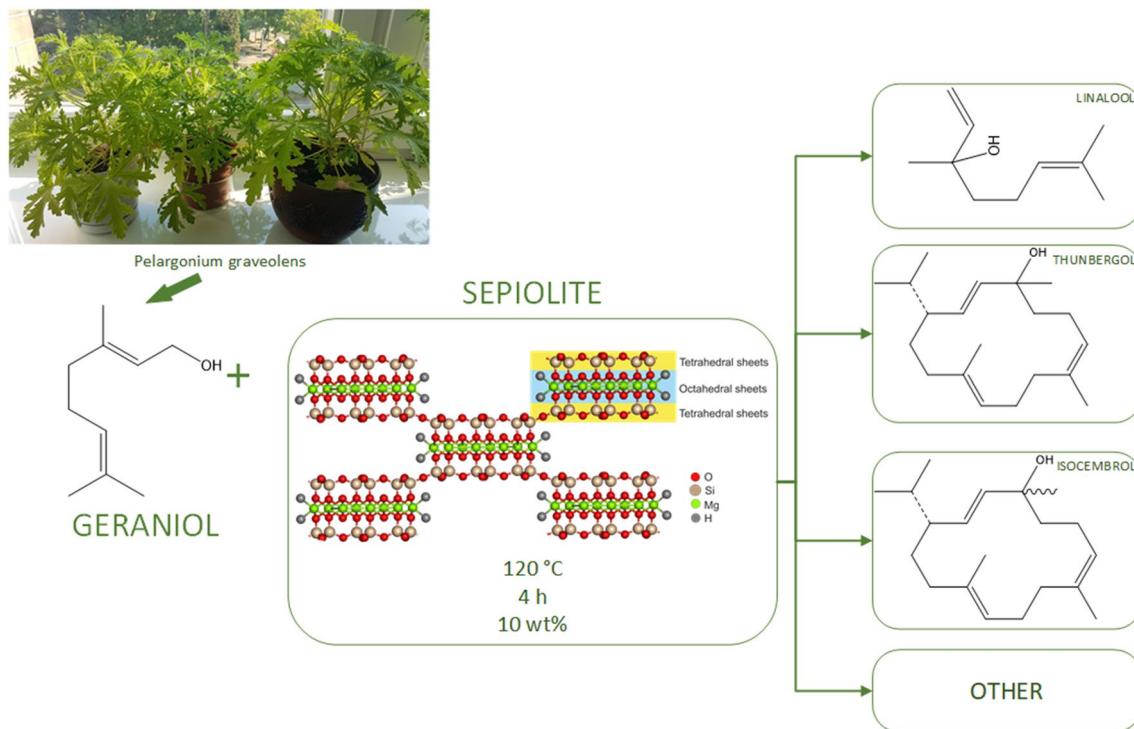 Pelargonium graveolens
OH
+
GERANIOL
SEPIOLITE
Tetrahedral sheets
Octahedral sheets
Tetrahedral sheets
O
Si
Mg
H
120 °C
4 h
10 wt%
LINALOOL
OH
THUNBERGOL
OH
ISOCEMBROL
OH
OTHER